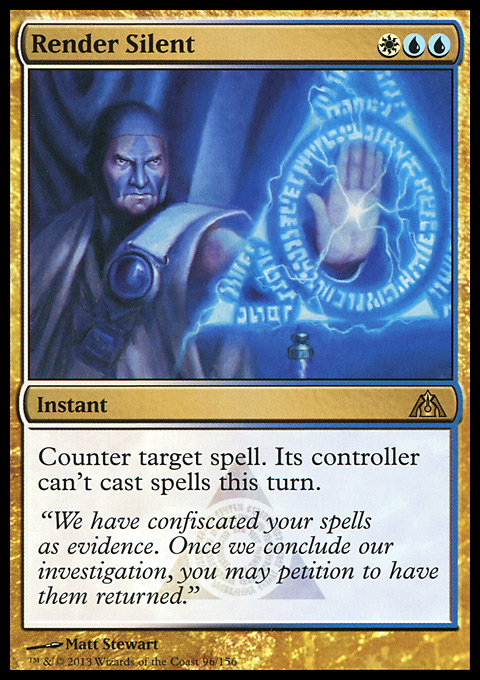 Render Silent
Instant
Counter target spell. Its controller
can't cast spells this turn.
“We have confiscated your spells
as evidence. Once we conclude our
investigation, you may petition to have
them returned.”
Matt Stewart
™ & © 2013 Wizards of the Coast 96/156